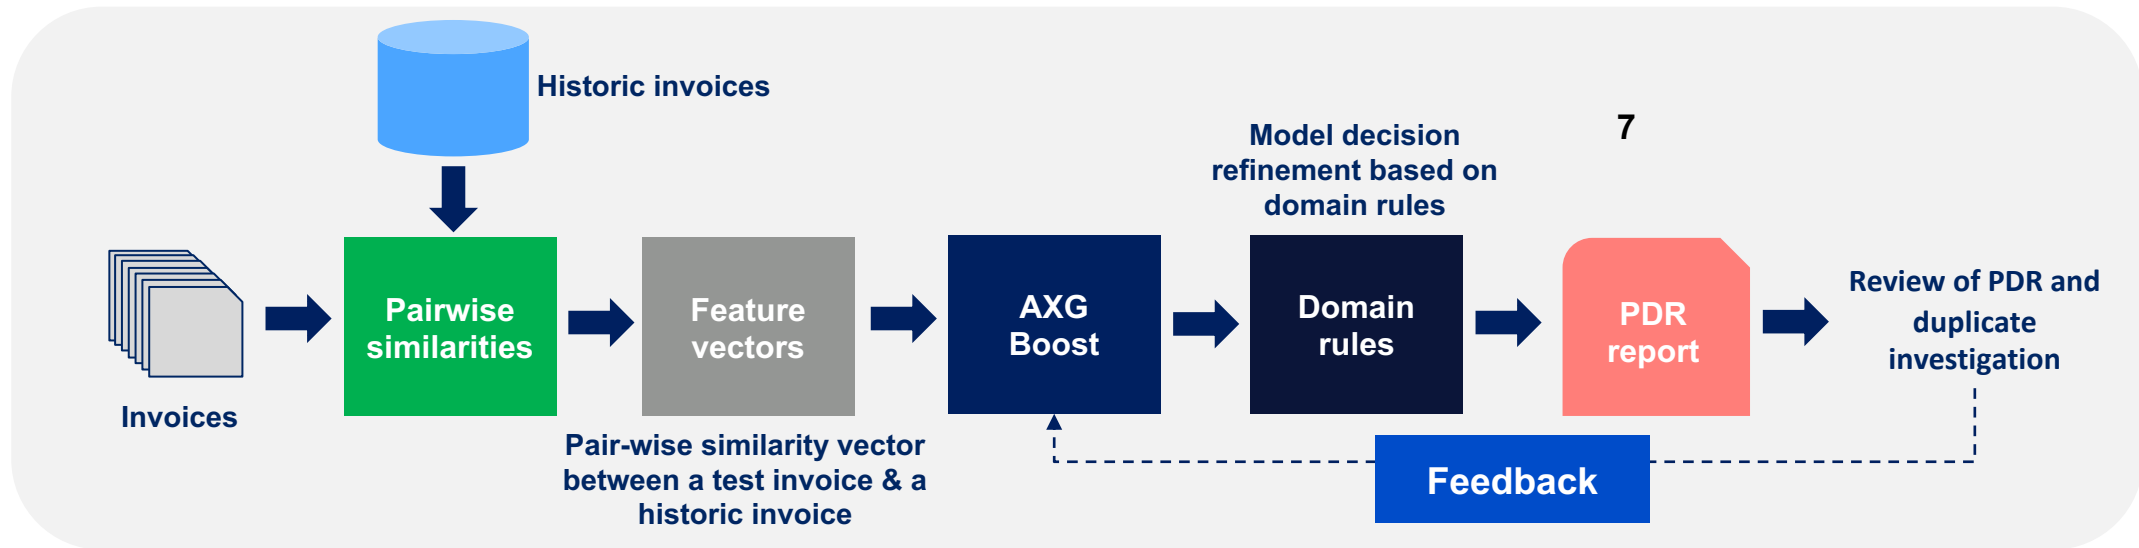 Historic invoices
7
Model decision
refinement based on
domain rules
Invoices
Pairwise
similarities
Feature
vectors
Pair-wise similarity vector
between a test invoice & a
historic invoice
AXG
Boost
Domain
rules
PDR
report
Review of PDR and
duplicate
investigation
Feedback